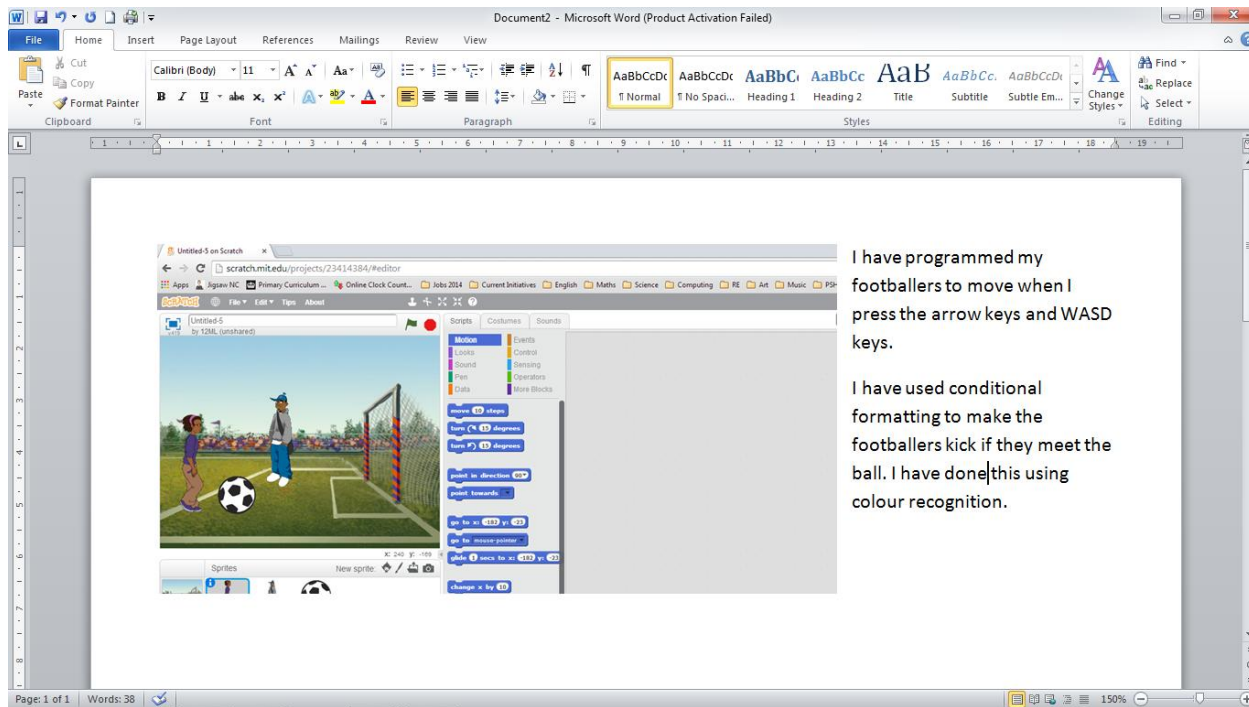 Document2 - Microsoft Word (Product Activation Failed)
File Home Insert Page Layout References Mailings Review View
Cut
Copy
Format Painter
Paste
Calibri (Body) 11
AaBbCcDc AaBbCcDc AaBbCc AaBbCc AaB AaBbCc. AaBbCcDc
¶ Normal ¶ No Spaci... Heading 1 Heading 2 Title Subtitle Subtle Em...
Change Styles
Find
Replace
Select
Clipboard Font Paragraph Styles Editing
Untitled-5 on Scratch
scratch.mit.edu/projects/23414384/#editor
Apps Jigsaw NC Primary Curriculum ... Online Clock Count... Jobs 2014 Current Initiatives English Maths Science Computing RE Art Music PSH
SCRATCH File Edit Tips About
Untitled-5
by 12ML (unshared)
Scripts Costumes Sounds
Motion Events
Looks Control
Sound Sensing
Pen Operators
Data More Blocks
move 10 steps
turn 15 degrees
turn 15 degrees
point in direction 90
point towards
go to x: -182 y: -23
go to mouse-pointer
glide 1 secs to x: -182 y: -23
change x by 10
x: 240 y: -169
Sprites New sprite:
I have programmed my
footballers to move when I
press the arrow keys and WASD
keys.
I have used conditional
formatting to make the
footballers kick if they meet the
ball. I have done this using
colour recognition.
Page: 1 of 1 Words: 38 150%